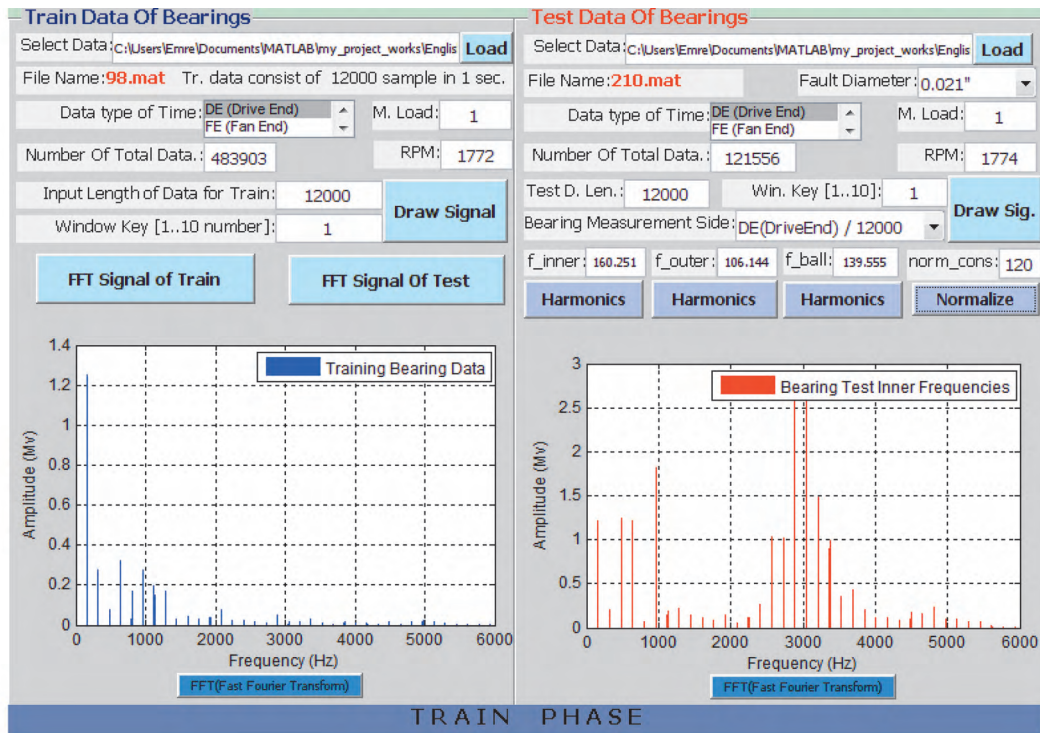 Train Data Of Bearings
Select Data: C:\Users\Emre\Documents\MATLAB\my_project_works\Englis Load
File Name:98.mat Tr. data consist of 12000 sample in 1 sec.
Data type of Time: DE (Drive End) M. Load: 1
FE (Fan End)
Number Of Total Data.: 483903 RPM: 1772
Input Length of Data for Train: 12000
Draw Signal
Window Key [1..10 number]: 1
FFT Signal of Train FFT Signal Of Test
1.4
1.2
1
0.8
0.6
0.4
0.2
0
Amplitude (Mv)
Training Bearing Data
0 1000 2000 3000 4000 5000 6000
Frequency (Hz)
FFT(Fast Fourier Transform)
Test Data Of Bearings
Select Data: C:\Users\Emre\Documents\MATLAB\my_project_works\Englis Load
File Name:210.mat Fault Diameter: 0.021"
Data type of Time: DE (Drive End) M. Load: 1
FE (Fan End)
Number Of Total Data.: 121556 RPM: 1774
Test D. Len.: 12000 Win. Key [1..10]: 1
Draw Sig.
Bearing Measurement Side: DE(DriveEnd) / 12000
f_inner: 160.251 f_outer: 106.144 f_ball: 139.555 norm_cons: 120
Harmonics Harmonics Harmonics Normalize
3
2.5
2
1.5
1
0.5
0
Amplitude (Mv)
Bearing Test Inner Frequencies
0 1000 2000 3000 4000 5000 6000
Frequency (Hz)
FFT(Fast Fourier Transform)
TRAIN PHASE